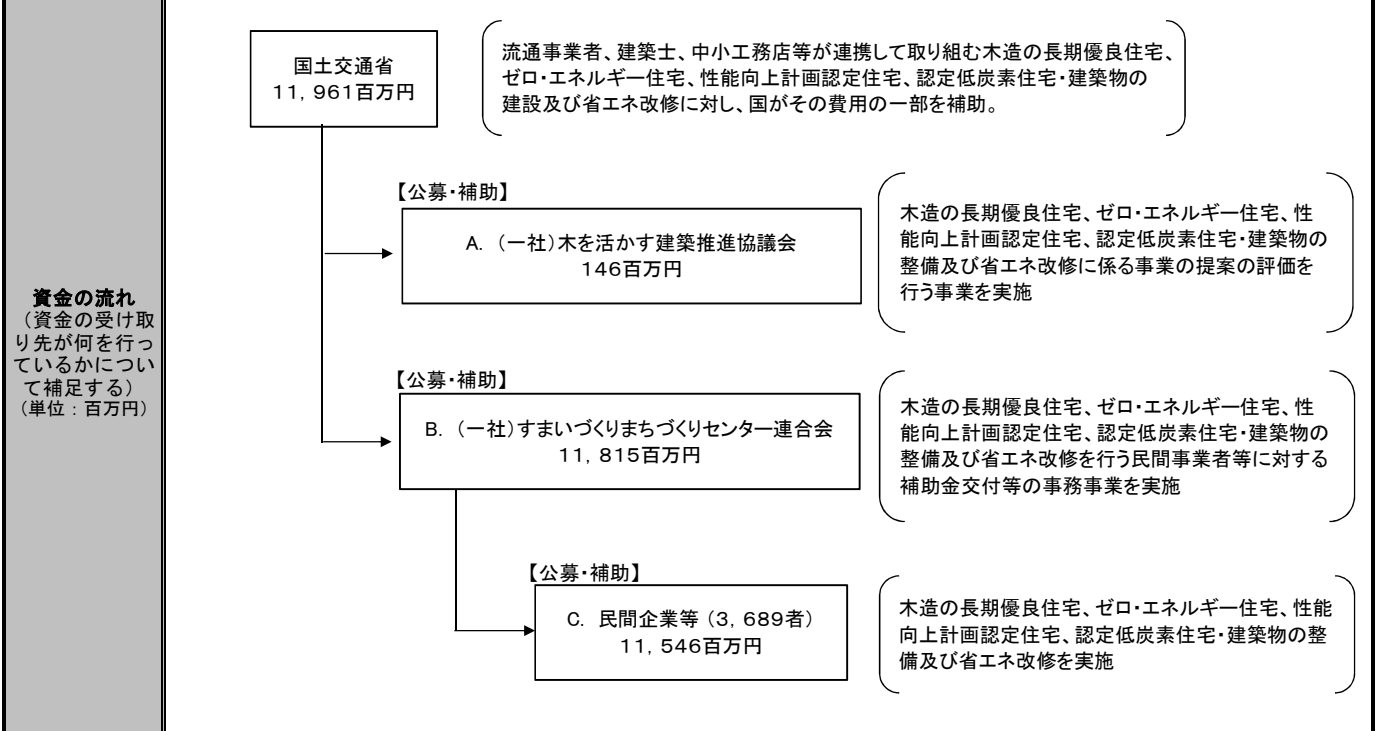 資金の流れ
（資金の受け取
り先が何を行っ
ているかについ
て補足する）
（単位：百万円）
国土交通省
１１，９６１百万円
流通事業者、建築士、中小工務店等が連携して取り組む木造の長期優良住宅、
ゼロ・エネルギー住宅、性能向上計画認定住宅、認定低炭素住宅・建築物の
建設及び省エネ改修に対し、国がその費用の一部を補助。
【公募・補助】
A. （一社）木を活かす建築推進協議会
１４６百万円
木造の長期優良住宅、ゼロ・エネルギー住宅、性
能向上計画認定住宅、認定低炭素住宅・建築物の
整備及び省エネ改修に係る事業の提案の評価を
行う事業を実施
【公募・補助】
B. （一社）すまいづくりまちづくりセンター連合会
１１，８１５百万円
木造の長期優良住宅、ゼロ・エネルギー住宅、性
能向上計画認定住宅、認定低炭素住宅・建築物の
整備及び省エネ改修を行う民間事業者等に対する
補助金交付等の事務事業を実施
【公募・補助】
C. 民間企業等（３，６８９者）
１１，５４６百万円
木造の長期優良住宅、ゼロ・エネルギー住宅、性能
向上計画認定住宅、認定低炭素住宅・建築物の整
備及び省エネ改修を実施